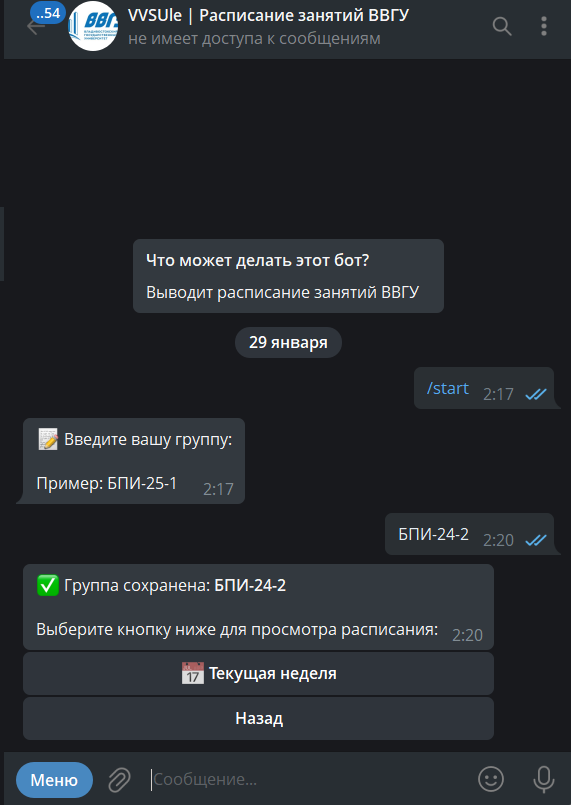 ..54
ВВГУ
VVSUle | Расписание занятий ВВГУ
не имеет доступа к сообщениям
Что может делать этот бот?
Выводит расписание занятий ВВГУ
29 января
/start 2:17
📝 Введите вашу группу:
Пример: БПИ-25-1 2:17
БПИ-24-2 2:20
✅ Группа сохранена: БПИ-24-2
Выберите кнопку ниже для просмотра расписания: 2:20
📅 17 Текущая неделя
Назад
Меню
Сообщение...